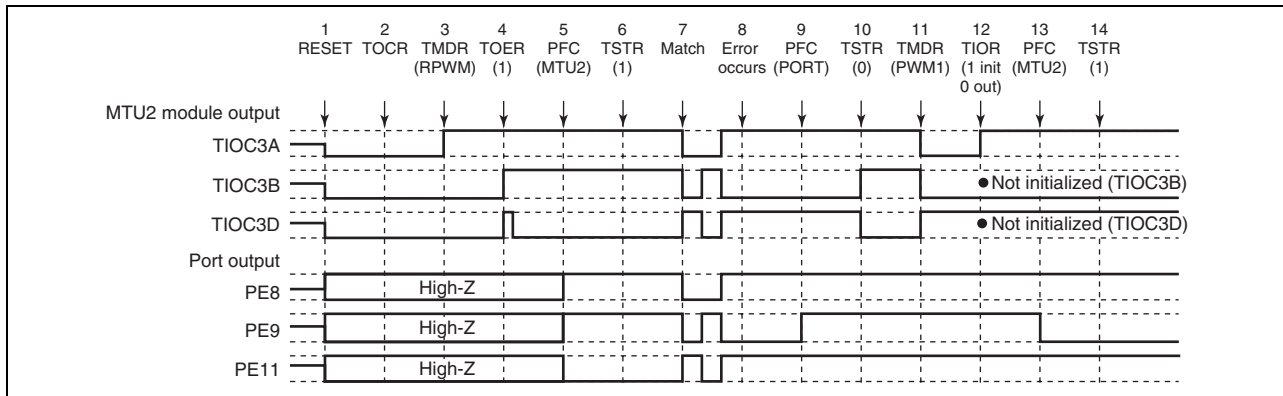 1 2 3 4 5 6 7 8 9 10 11 12 13 14
RESET TOCR TMDR TOER PFC TSTR Match Error PFC TSTR TMDR TIOR PFC TSTR
(RPWM) (1) (MTU2) (1) occurs (PORT) (0) (PWM1) (1 init (MTU2) (1)
0 out)
MTU2 module output
TIOC3A
TIOC3B ● Not initialized (TIOC3B)
TIOC3D ● Not initialized (TIOC3D)
Port output
PE8 High-Z
PE9 High-Z
PE11 High-Z